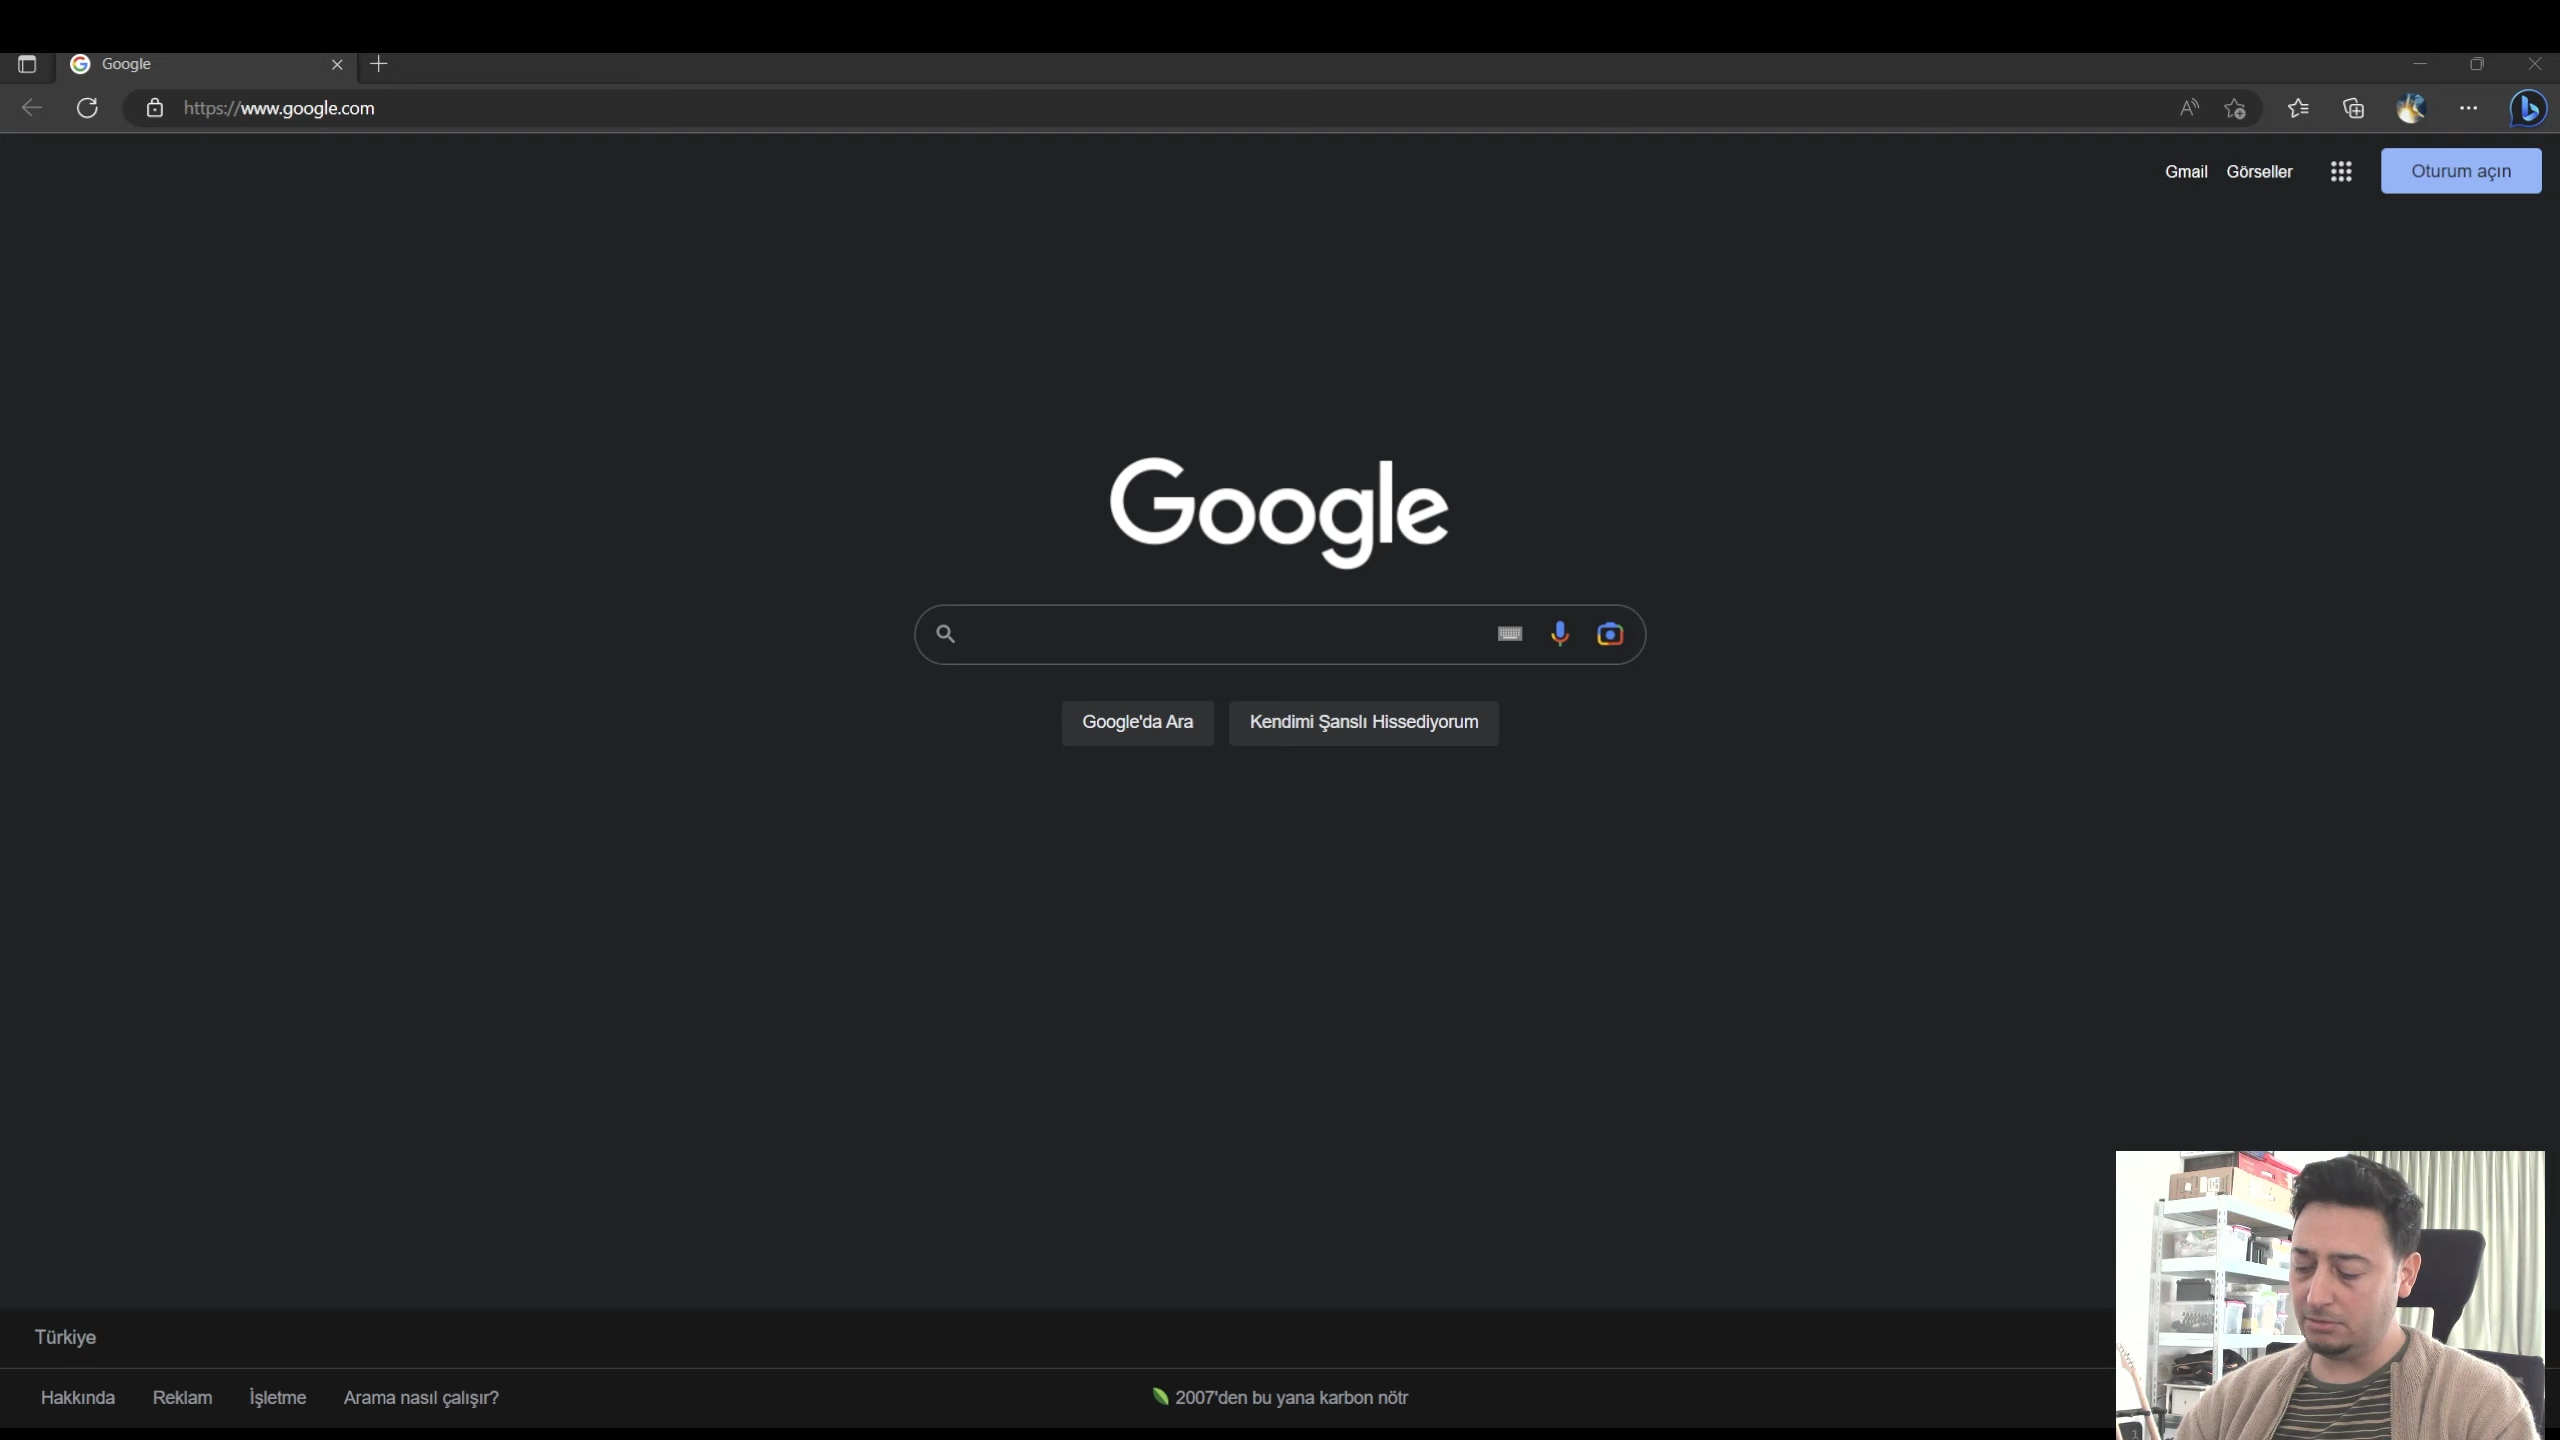 Google
https://www.google.com
Gmail Görseller Oturum açın
Google
Google'da Ara Kendimi Şanslı Hissediyorum
Türkiye
Hakkında Reklam İşletme Arama nasıl çalışır? 2007'den bu yana karbon nötr